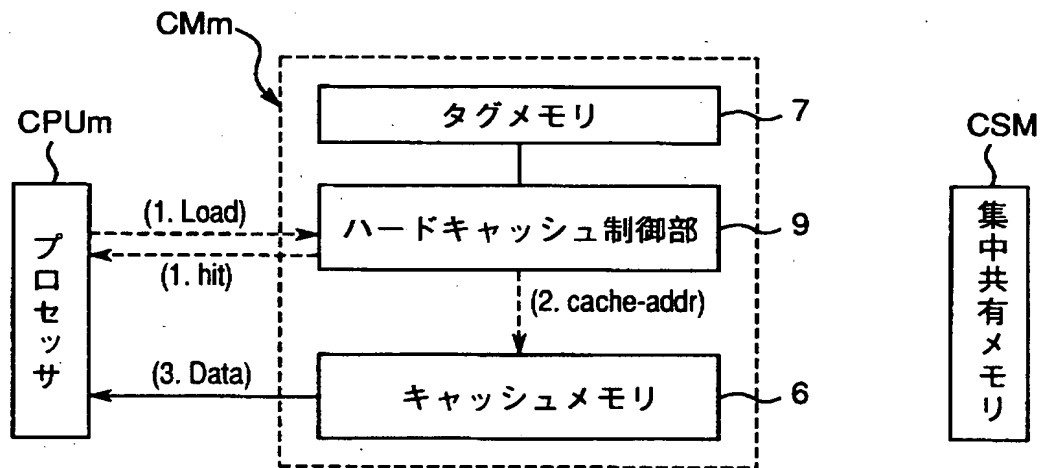 CMm
タグメモリ
7
CPUm
CSM
プロセッサ
(1. Load)
ハードキャッシュ制御部
9
(1. hit)
(2. cache-addr)
集中共有メモリ
(3. Data)
キャッシュメモリ
6